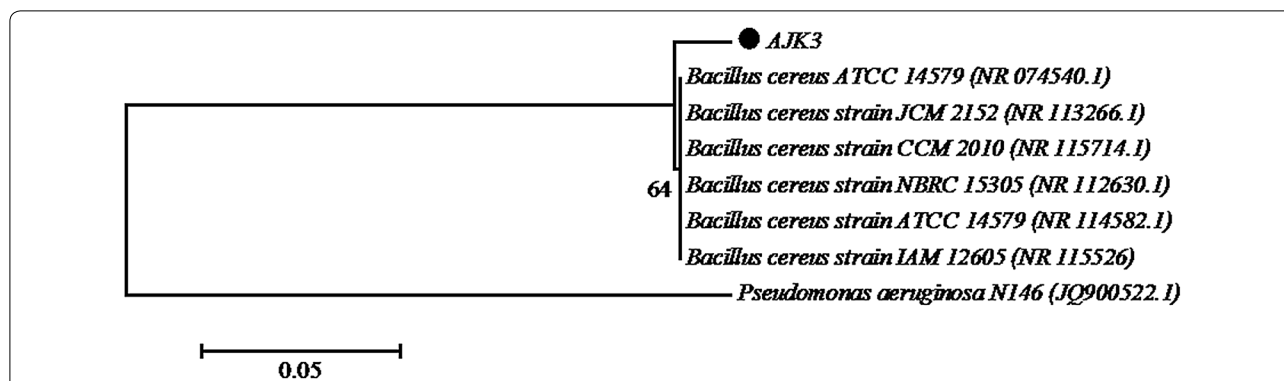 AJK3
Bacillus cereus ATCC 14579 (NR 074540.1)
Bacillus cereus strain JCM 2152 (NR 113266.1)
Bacillus cereus strain CCM 2010 (NR 115714.1)
64
Bacillus cereus strain NBRC 15305 (NR 112630.1)
Bacillus cereus strain ATCC 14579 (NR 114582.1)
Bacillus cereus strain IAM 12605 (NR 115526)
Pseudomonas aeruginosa N146 (JQ900522.1)
0.05